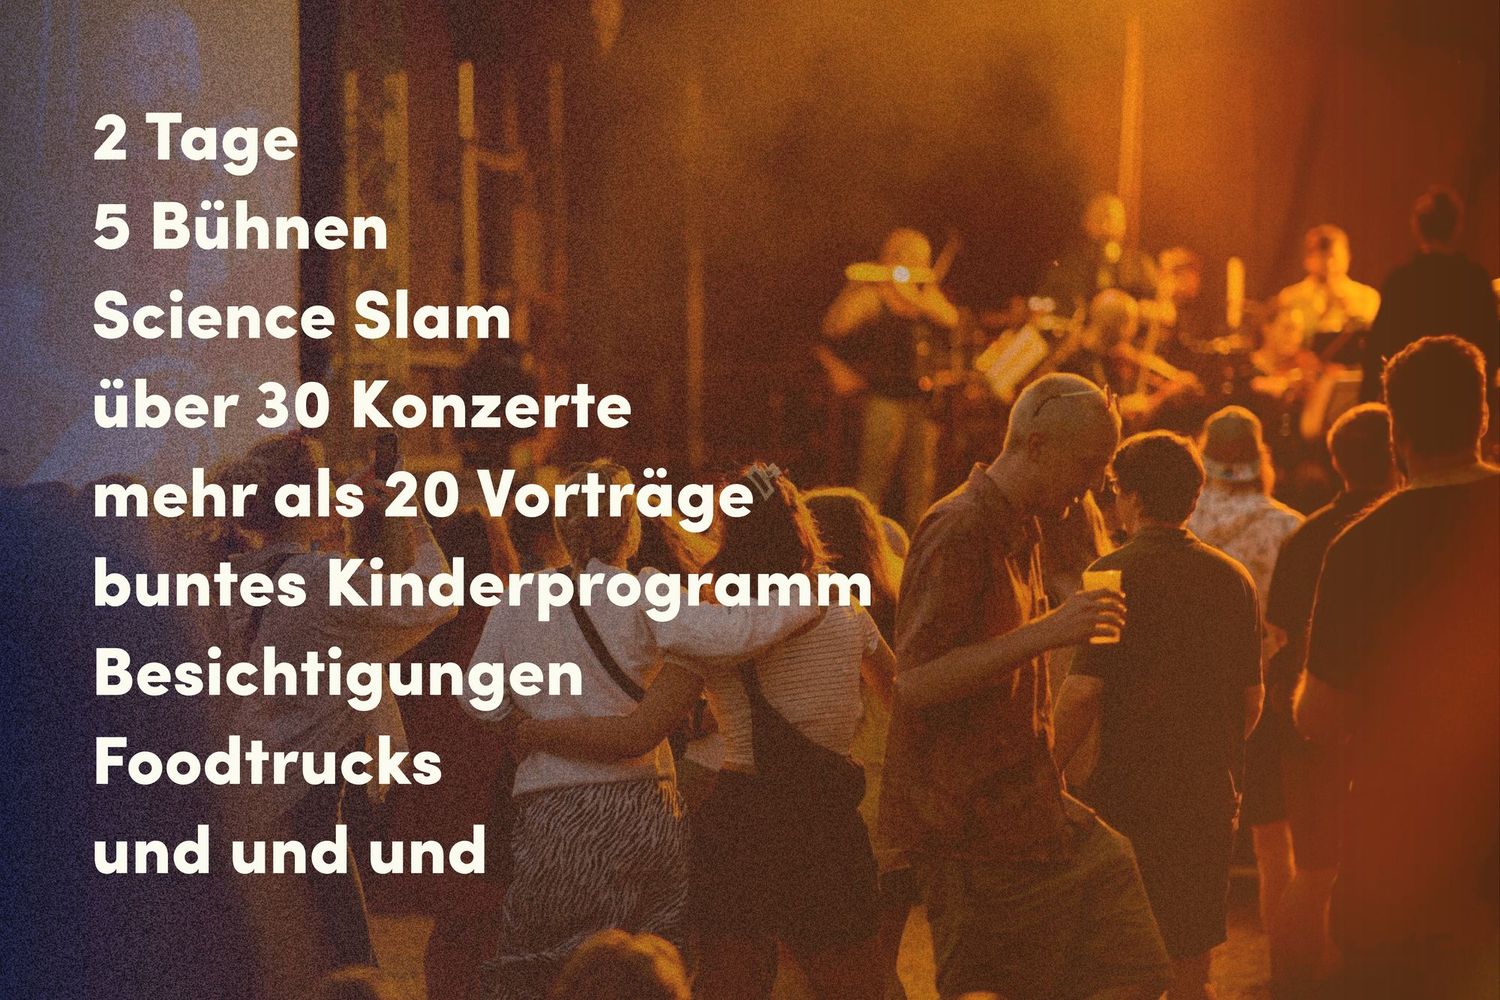 2 Tage
5 Bühnen
Science Slam
über 30 Konzerte
mehr als 20 Vorträge
buntes Kinderprogramm
Besichtigungen
Foodtrucks
und und und